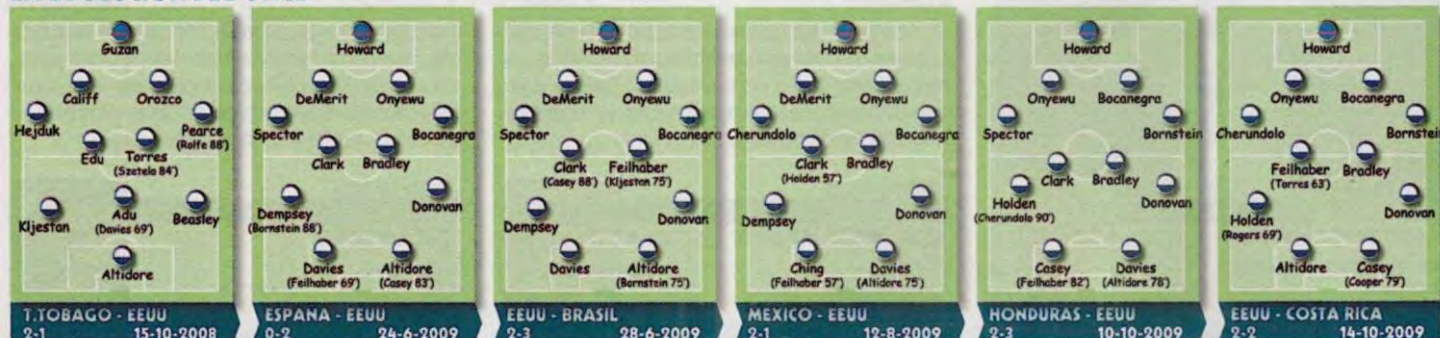 Guzan
Califf Orozco
Hejduk Pearce
(Rolfe 88')
Edu Torres
(Szetela 84')
Kljestan Adu Beasley
(Davies 69')
Altidore
T.TOBAGO - EEUU
2-1 15-10-2008
Howard
DeMerit Onyewu
Spector Bocanegra
Clark Bradley
Dempsey Donovan
(Bornstein 88')
Davies Altidore
(Feilhaber 69') (Casey 83')
ESPAÑA - EEUU
0-2 24-6-2009
Howard
DeMerit Onyewu
Spector Bocanegra
Clark Feilhaber
(Casey 88') (Kljestan 75')
Dempsey Donovan
Davies Altidore
(Bornstein 75')
EEUU - BRASIL
2-3 28-6-2009
Howard
DeMerit Onyewu
Cherundolo Bocanegra
Clark Bradley
(Holden 57')
Dempsey Donovan
Ching Davies
(Feilhaber 57') (Altidore 75')
MEXICO - EEUU
2-1 12-8-2009
Howard
Onyewu Bocanegra
Spector Bornstein
Clark Bradley
Holden Donovan
(Cherundolo 90')
Casey Davies
(Feilhaber 82') (Altidore 78')
HONDURAS - EEUU
2-3 10-10-2009
Howard
Onyewu Bocanegra
Cherundolo Bornstein
Feilhaber Bradley
(Torres 63')
Holden Donovan
(Rogers 69')
Altidore Casey
(Cooper 79')
EEUU - COSTA RICA
2-2 14-10-2009